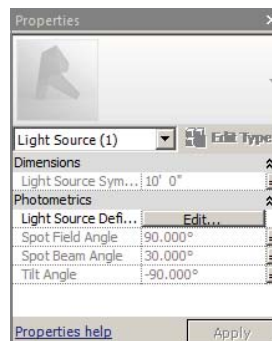 Properties
Light Source (1)
Edit Type
Dimensions
Light Source Sym... 10' 0"
Photometrics
Light Source Defi... Edit...
Spot Field Angle 90.000°
Spot Beam Angle 30.000°
Tilt Angle -90.000°
Properties help
Apply